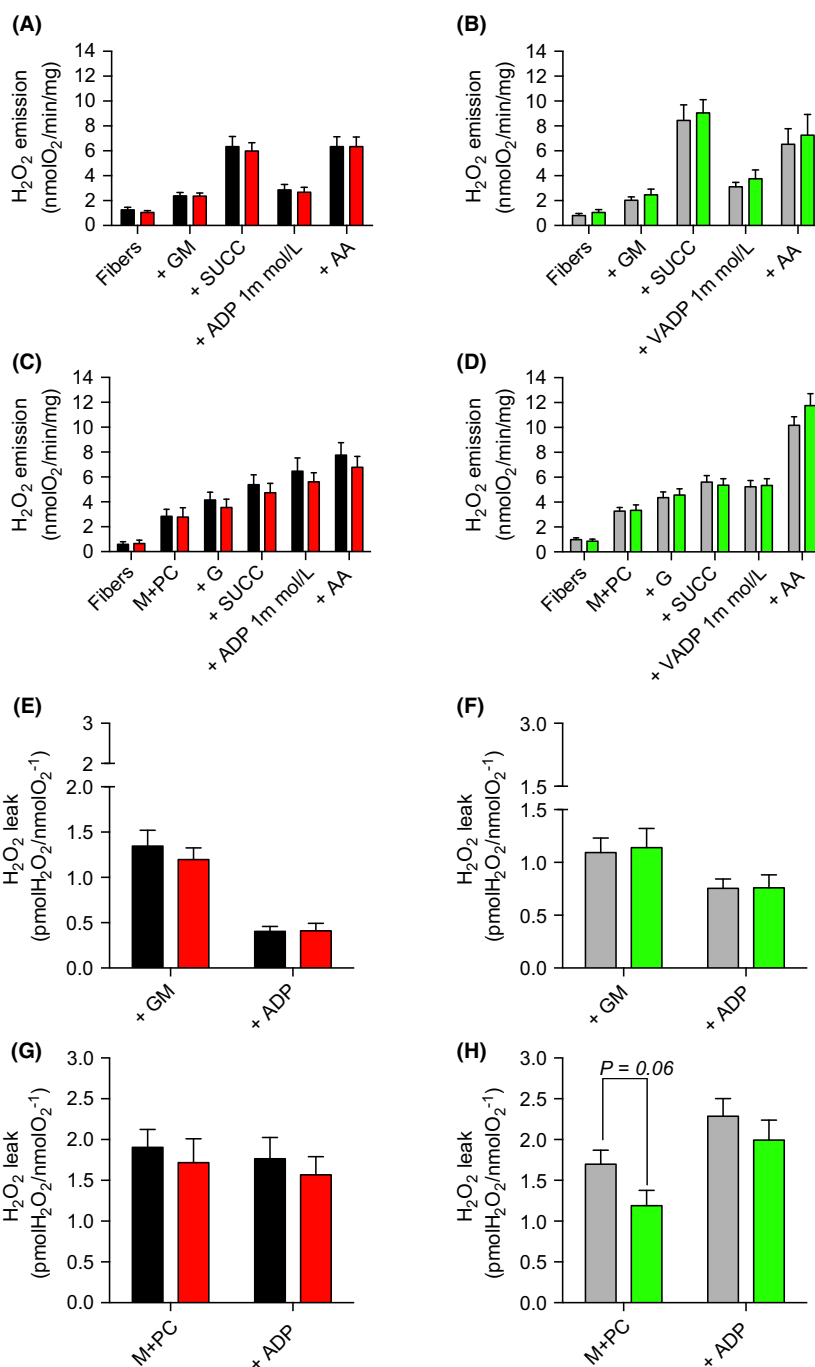 (A)
H₂O₂ emission
(nmolO₂/min/mg)
14
12
10
8
6
4
2
0
Fibers
+ GM
+ SUCC
+ ADP 1m mol/L
+ AA
(B)
H₂O₂ emission
(nmolO₂/min/mg)
14
12
10
8
6
4
2
0
Fibers
+ GM
+ SUCC
+ VADP 1m mol/L
+ AA
(C)
H₂O₂ emission
(nmolO₂/min/mg)
14
12
10
8
6
4
2
0
Fibers
M+PC
+ G
+ SUCC
+ ADP 1m mol/L
+ AA
(D)
H₂O₂ emission
(nmolO₂/min/mg)
14
12
10
8
6
4
2
0
Fibers
M+PC
+ G
+ SUCC
+ VADP 1m mol/L
+ AA
(E)
H₂O₂ leak
(pmolH₂O₂/nmolO₂⁻¹)
3
2
2.0
1.5
1.0
0.5
0.0
+ GM
+ ADP
(F)
H₂O₂ leak
(pmolH₂O₂/nmolO₂⁻¹)
3.0
1.5
1.5
1.0
0.5
0.0
+ GM
+ ADP
(G)
H₂O₂ leak
(pmolH₂O₂/nmolO₂⁻¹)
3.0
2.5
2.0
1.5
1.0
0.5
0.0
M+PC
+ ADP
(H)
H₂O₂ leak
(pmolH₂O₂/nmolO₂⁻¹)
3.0
2.5
2.0
1.5
1.0
0.5
0.0
P = 0.06
M+PC
+ ADP